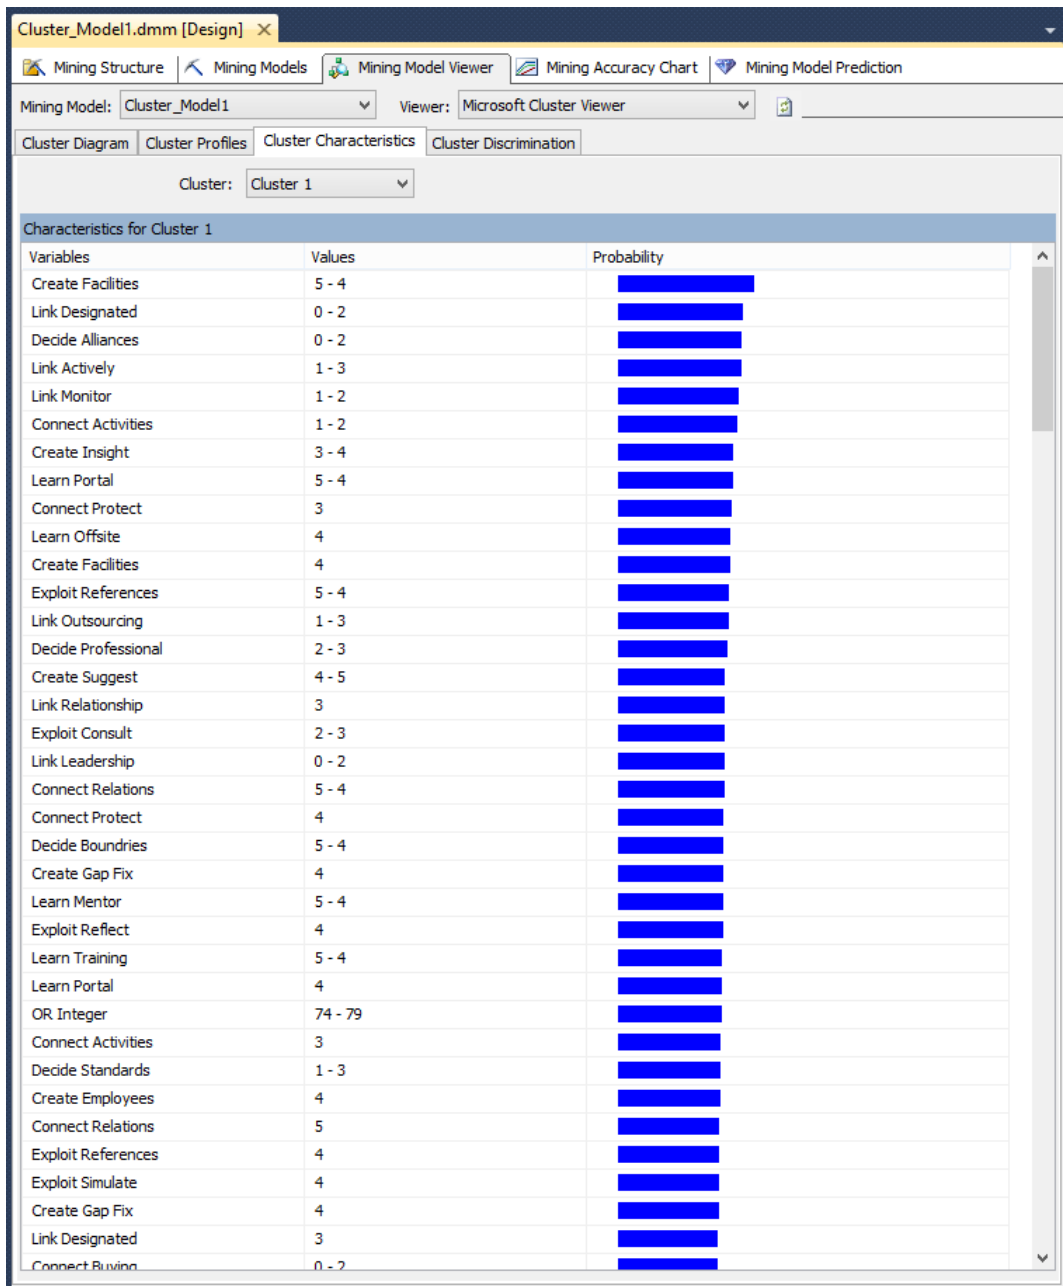 Cluster_Model1.dmm [Design]
Mining Structure Mining Models Mining Model Viewer Mining Accuracy Chart Mining Model Prediction
Mining Model: Cluster_Model1 Viewer: Microsoft Cluster Viewer
Cluster Diagram Cluster Profiles Cluster Characteristics Cluster Discrimination
Cluster: Cluster 1
Characteristics for Cluster 1
Variables Values Probability
Create Facilities 5 - 4
Link Designated 0 - 2
Decide Alliances 0 - 2
Link Actively 1 - 3
Link Monitor 1 - 2
Connect Activities 1 - 2
Create Insight 3 - 4
Learn Portal 5 - 4
Connect Protect 3
Learn Offsite 4
Create Facilities 4
Exploit References 5 - 4
Link Outsourcing 1 - 3
Decide Professional 2 - 3
Create Suggest 4 - 5
Link Relationship 3
Exploit Consult 2 - 3
Link Leadership 0 - 2
Connect Relations 5 - 4
Connect Protect 4
Decide Boundries 5 - 4
Create Gap Fix 4
Learn Mentor 5 - 4
Exploit Reflect 4
Learn Training 5 - 4
Learn Portal 4
OR Integer 74 - 79
Connect Activities 3
Decide Standards 1 - 3
Create Employees 4
Connect Relations 5
Exploit References 4
Exploit Simulate 4
Create Gap Fix 4
Link Designated 3
Connect Buying 0 - 2